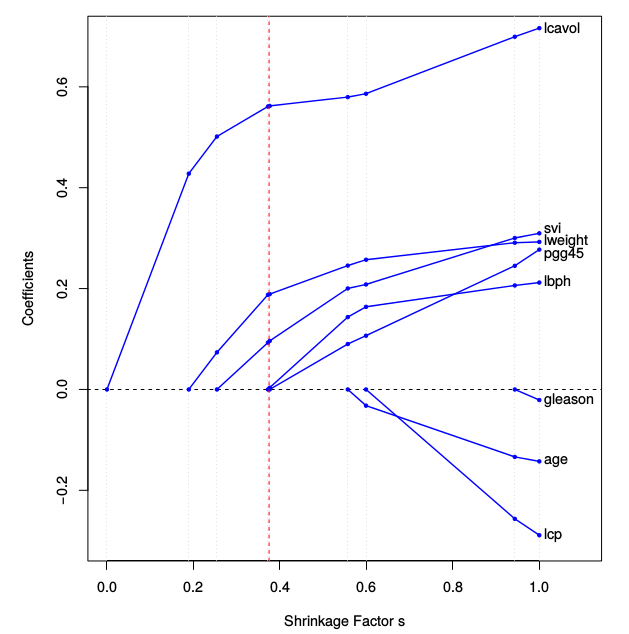 lcavol
0.6
0.4
svi
lweight
pgg45
lbph
0.2
Coefficients
0.0
gleason
age
−0.2
lcp
0.0 0.2 0.4 0.6 0.8 1.0
Shrinkage Factor s